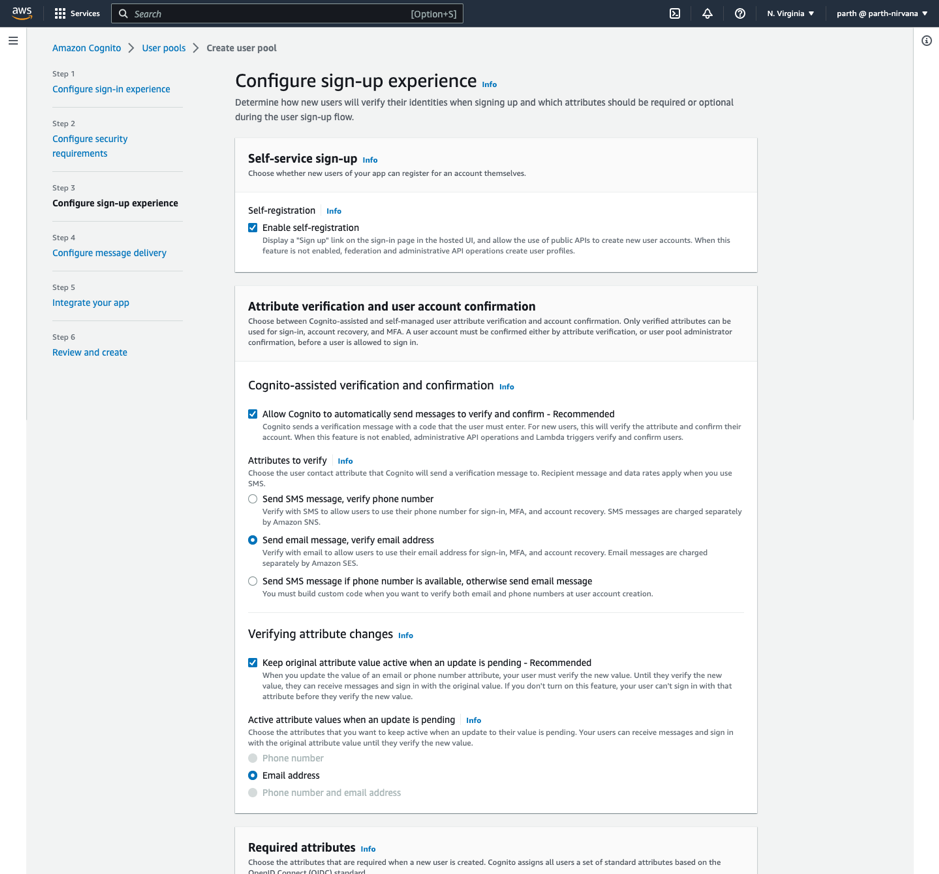 aws
Services
Search
[Option+S]
N. Virginia
parth @ parth-nirvana
Amazon Cognito
User pools
Create user pool
Step 1
Configure sign-in experience
Step 2
Configure security
requirements
Step 3
Configure sign-up experience
Step 4
Configure message delivery
Step 5
Integrate your app
Step 6
Review and create
Configure sign-up experience Info
Determine how new users will verify their identities when signing up and which attributes should be required or optional
during the user sign-up flow.
Self-service sign-up Info
Choose whether new users of your app can register for an account themselves.
Self-registration Info
Enable self-registration
Display a "Sign up" link on the sign-in page in the hosted UI, and allow the use of public APIs to create new user accounts. When this
feature is not enabled, federation and administrative API operations create user profiles.
Attribute verification and user account confirmation
Choose between Cognito-assisted and self-managed user attribute verification and account confirmation. Only verified attributes can be
used for sign-in, account recovery, and MFA. A user account must be confirmed either by attribute verification, or user pool administrator
confirmation, before a user is allowed to sign in.
Cognito-assisted verification and confirmation Info
Allow Cognito to automatically send messages to verify and confirm - Recommended
Cognito sends a verification message with a code that the user must enter. For new users, this will verify the attribute and confirm their
account. When this feature is not enabled, administrative API operations and Lambda triggers verify and confirm users.
Attributes to verify Info
Choose the user contact attribute that Cognito will send a verification message to. Recipient message and data rates apply when you use
SMS.
Send SMS message, verify phone number
Verify with SMS to allow users to use their phone number for sign-in, MFA, and account recovery. SMS messages are charged separately
by Amazon SNS.
Send email message, verify email address
Verify with email to allow users to use their email address for sign-in, MFA, and account recovery. Email messages are charged
separately by Amazon SES.
Send SMS message if phone number is available, otherwise send email message
You must build custom code when you want to verify both email and phone numbers at user account creation.
Verifying attribute changes Info
Keep original attribute value active when an update is pending - Recommended
When you update the value of an email or phone number attribute, your user must verify the new value. Until they verify the new
value, they can receive messages and sign in with the original value. If you don't turn on this feature, your user can't sign in with that
attribute before they verify the new value.
Active attribute values when an update is pending Info
Choose the attributes that you want to keep active when an update to their value is pending. Your users can receive messages and sign in
with the original attribute value until they verify the new value.
Phone number
Email address
Phone number and email address
Required attributes Info
Choose the attributes that are required when a new user is created. Cognito assigns all users a set of standard attributes based on the
OpenID Connect (OIDC) standard.